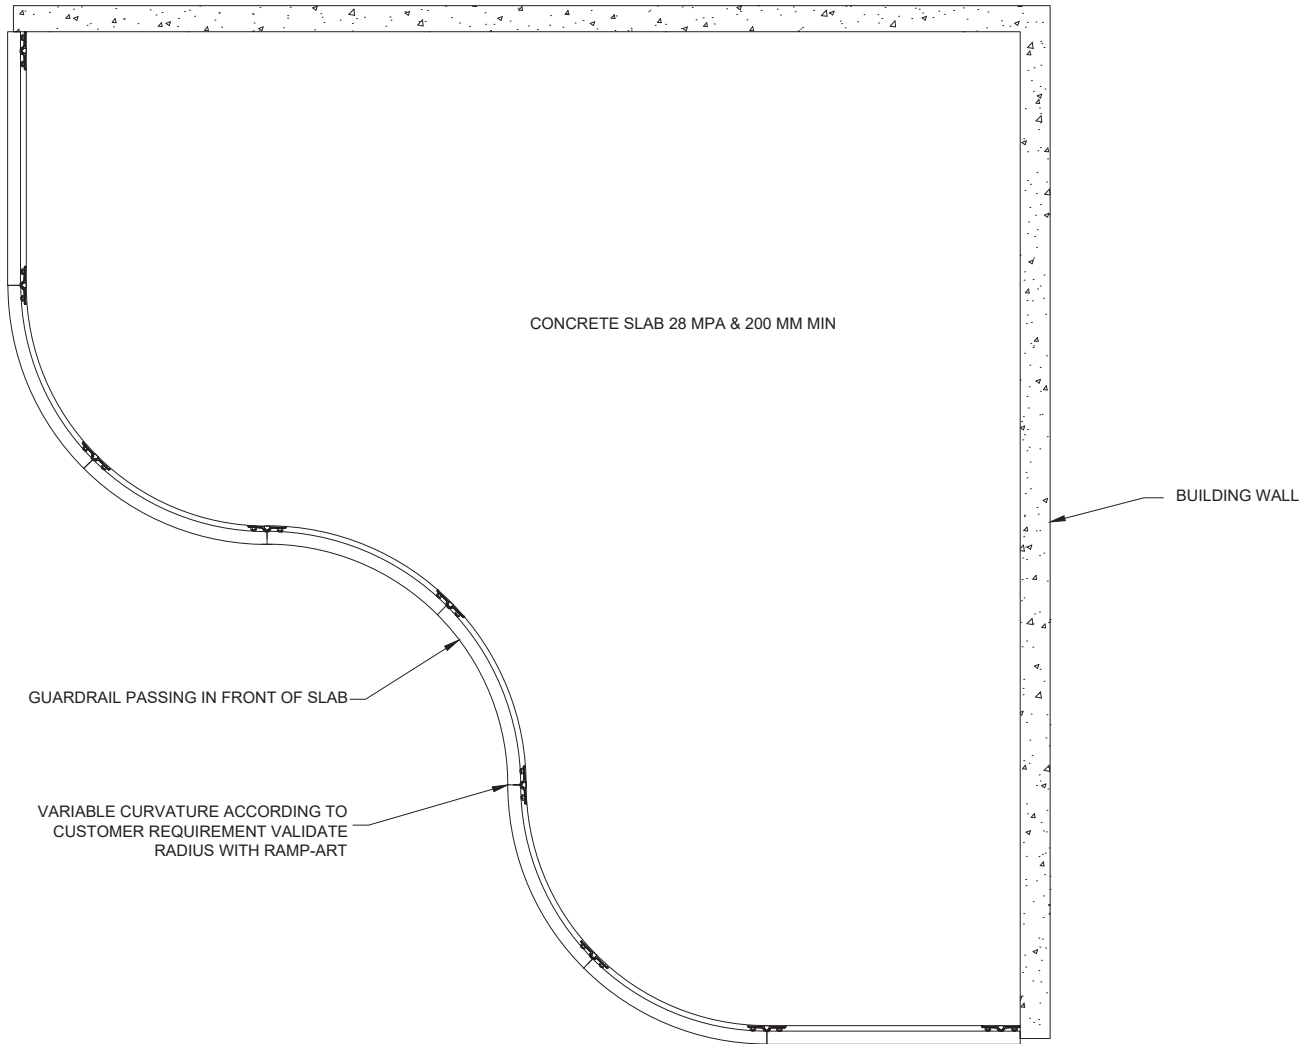 CONCRETE SLAB 28 MPA & 200 MM MIN
BUILDING WALL
GUARDRAIL PASSING IN FRONT OF SLAB
VARIABLE CURVATURE ACCORDING TO
CUSTOMER REQUIREMENT VALIDATE
RADIUS WITH RAMP-ART